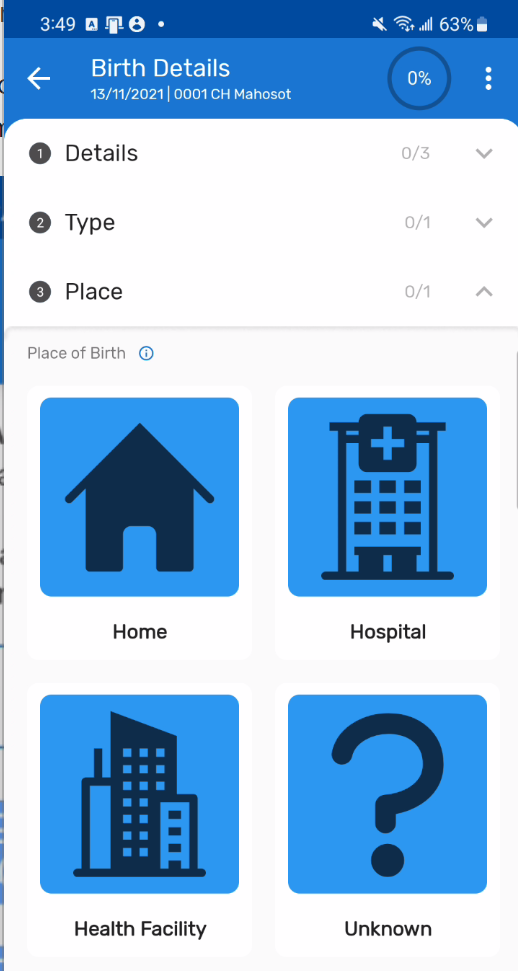 3:49
63%
Birth Details
13/11/2021 | 0001 CH Mahosot
0%
1 Details 0/3
2 Type 0/1
3 Place 0/1
Place of Birth
Home
Hospital
Health Facility
Unknown